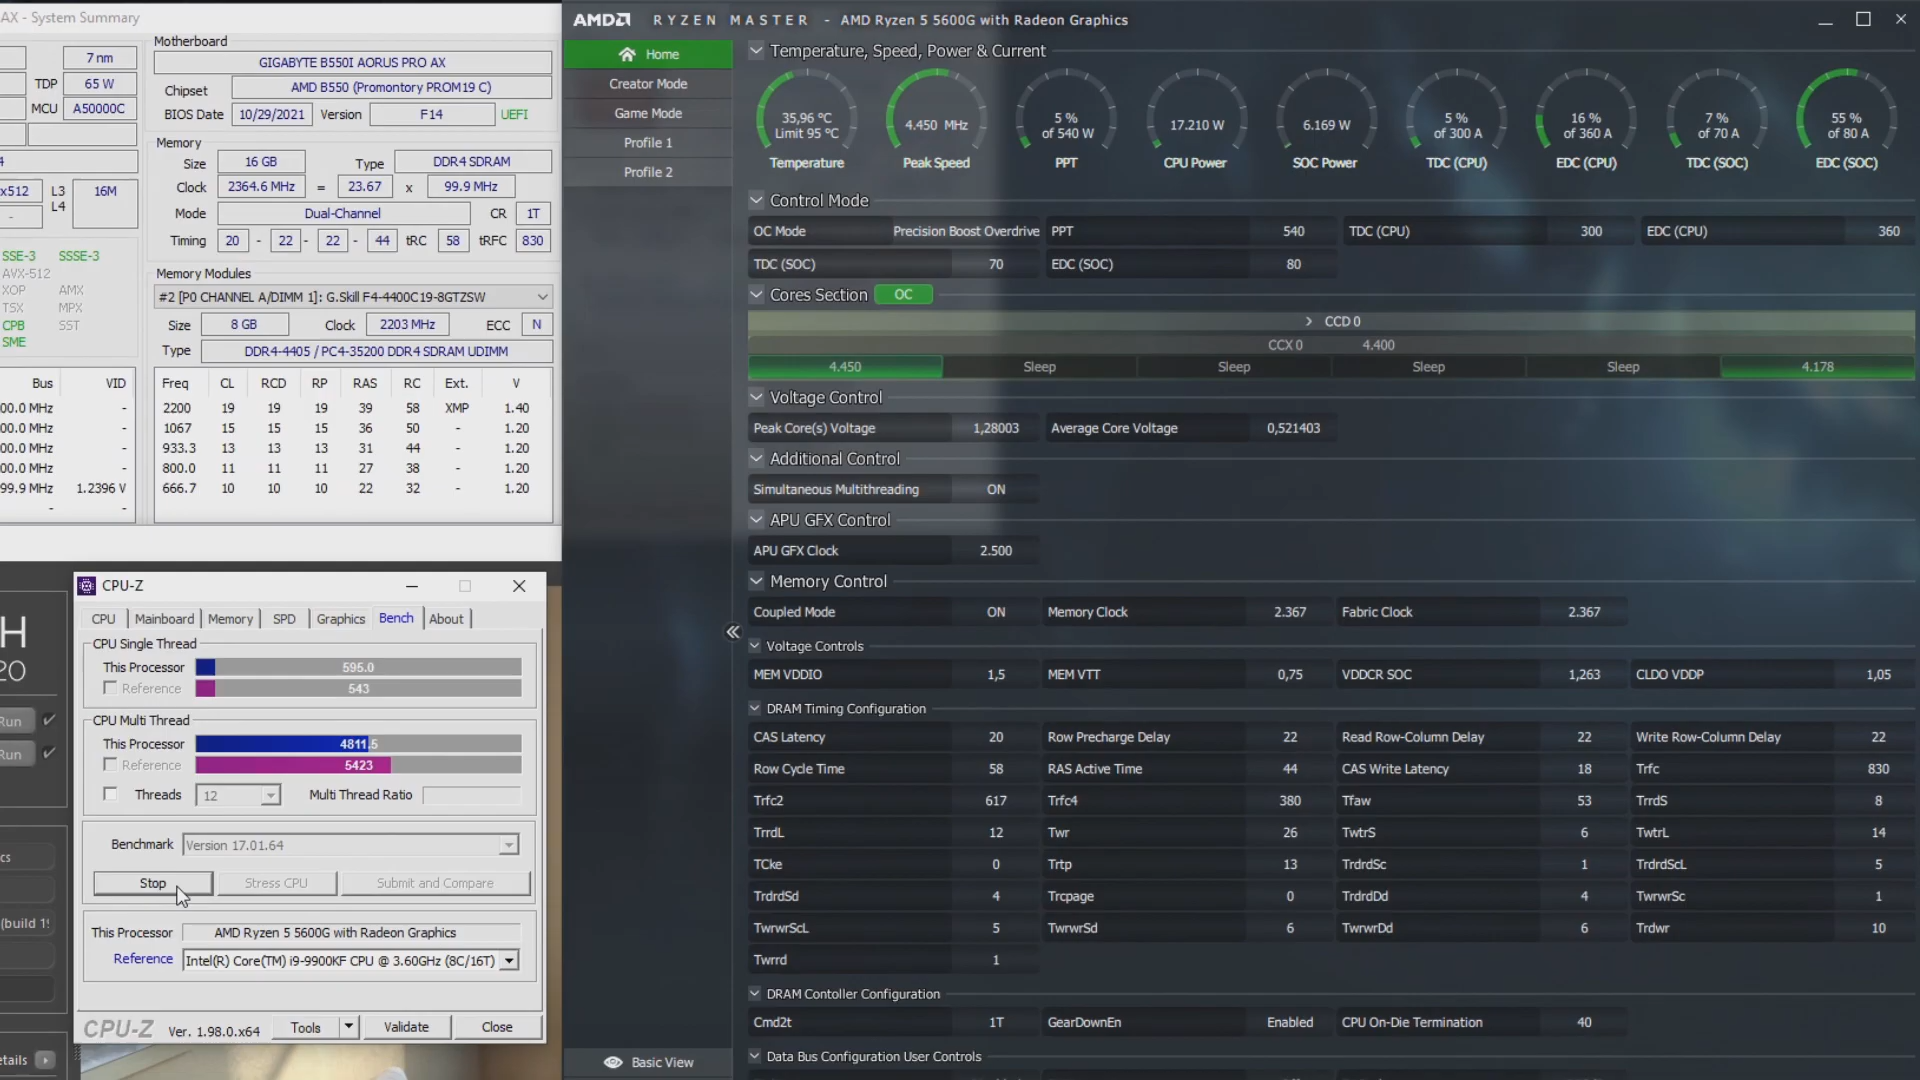 AX - System Summary
7 nm
TDP 65 W
MCU A50000C
4
x512 L3 16M
- L4
SSE-3 SSSE-3
AVX-512
XOP AMX
TSX MPX
CPB SST
SME
Bus VID
00.0 MHz -
00.0 MHz -
00.0 MHz -
00.0 MHz -
99.9 MHz 1.2396 V
- -
Motherboard
GIGABYTE B550I AORUS PRO AX
Chipset AMD B550 (Promontory PROM19 C)
BIOS Date 10/29/2021 Version F14 UEFI
Memory
Size 16 GB Type DDR4 SDRAM
Clock 2364.6 MHz = 23.67 x 99.9 MHz
Mode Dual-Channel CR 1T
Timing 20 - 22 - 22 - 44 tRC 58 tRFC 830
Memory Modules
#2 [P0 CHANNEL A/DIMM 1]: G.Skill F4-4400C19-8GTZSW
Size 8 GB Clock 2203 MHz ECC N
Type DDR4-4405 / PC4-35200 DDR4 SDRAM UDIMM
Freq CL RCD RP RAS RC Ext. V
2200 19 19 19 39 58 XMP 1.40
1067 15 15 15 36 50 - 1.20
933.3 13 13 13 31 44 - 1.20
800.0 11 11 11 27 38 - 1.20
666.7 10 10 10 22 32 - 1.20
H
20
Run
Run
cs
(build 19
etails
CPU-Z
CPU Mainboard Memory SPD Graphics Bench About
CPU Single Thread
This Processor 595.0
Reference 543
CPU Multi Thread
This Processor 4811.5
Reference 5423
Threads 12 Multi Thread Ratio
Benchmark Version 17.01.64
Stop Stress CPU Submit and Compare
This Processor AMD Ryzen 5 5600G with Radeon Graphics
Reference Intel(R) Core(TM) i9-9900KF CPU @ 3.60GHz (8C/16T)
CPU-Z Ver. 1.98.0.x64 Tools Validate Close
AMD RYZEN MASTER - AMD Ryzen 5 5600G with Radeon Graphics
Home
Creator Mode
Game Mode
Profile 1
Profile 2
Basic View
Temperature, Speed, Power & Current
35,96 °C Limit 95 °C Temperature
4.450 MHz Peak Speed
5 % of 540 W PPT
17.210 W CPU Power
6.169 W SOC Power
5 % of 300 A TDC (CPU)
16 % of 360 A EDC (CPU)
7 % of 70 A TDC (SOC)
55 % of 80 A EDC (SOC)
Control Mode
OC Mode Precision Boost Overdrive PPT 540 TDC (CPU) 300 EDC (CPU) 360
TDC (SOC) 70 EDC (SOC) 80
Cores Section OC
CCD 0
CCX 0 4.400
4.450 Sleep Sleep Sleep Sleep 4.178
Voltage Control
Peak Core(s) Voltage 1,28003 Average Core Voltage 0,521403
Additional Control
Simultaneous Multithreading ON
APU GFX Control
APU GFX Clock 2.500
Memory Control
Coupled Mode ON Memory Clock 2.367 Fabric Clock 2.367
Voltage Controls
MEM VDDIO 1,5 MEM VTT 0,75 VDDCR SOC 1,263 CLDO VDDP 1,05
DRAM Timing Configuration
CAS Latency 20 Row Precharge Delay 22 Read Row-Column Delay 22 Write Row-Column Delay 22
Row Cycle Time 58 RAS Active Time 44 CAS Write Latency 18 Trfc 830
Trfc2 617 Trfc4 380 Tfaw 53 TrrdS 8
TrrdL 12 Twr 26 TwtrS 6 TwtrL 14
TCke 0 Trtp 13 TrdrdSc 1 TrdrdScL 5
TrdrdSd 4 Trcpage 0 TrdrdDd 4 TwrwrSc 1
TwrwrScL 5 TwrwrSd 6 TwrwrDd 6 Trdwr 10
Twrrd 1
DRAM Contoller Configuration
Cmd2t 1T GearDownEn Enabled CPU On-Die Termination 40
Data Bus Configuration User Controls